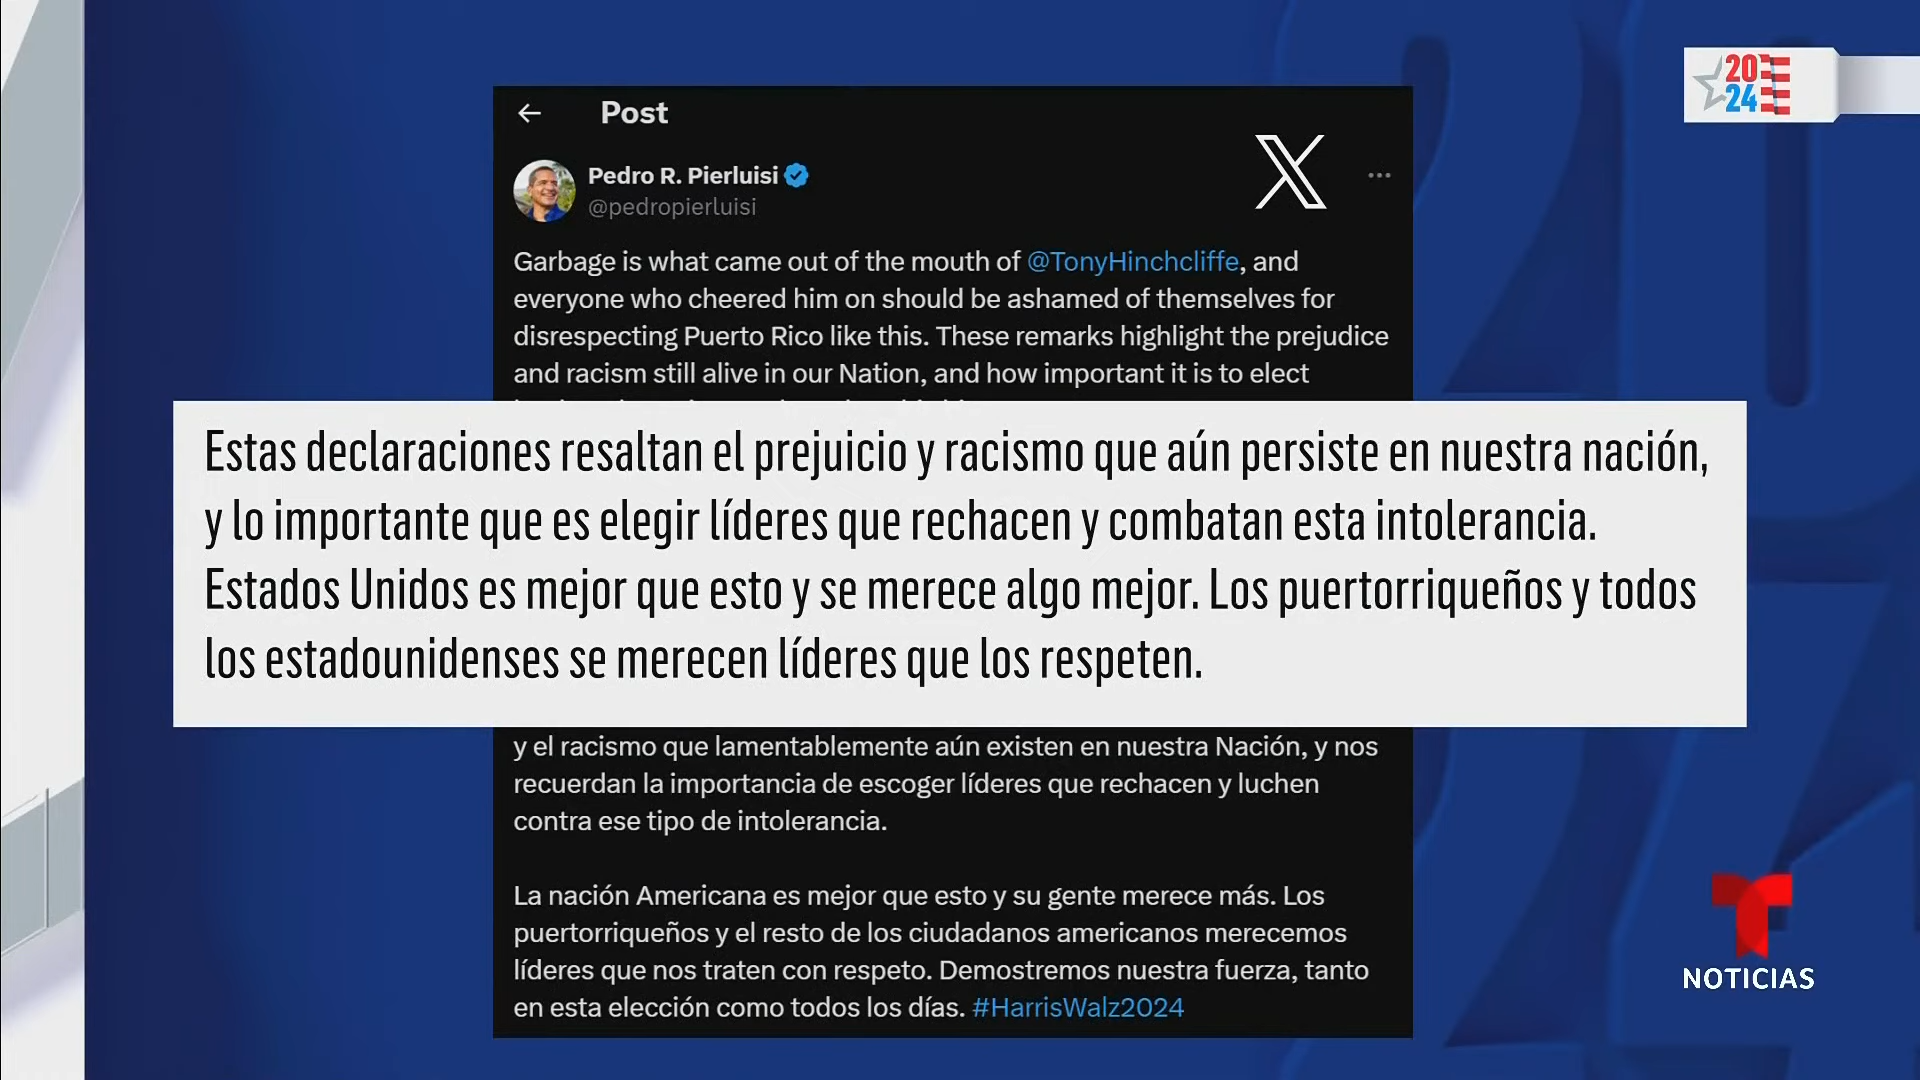 20
24
← Post
X
Pedro R. Pierluisi
@pedropierluisi
...
Garbage is what came out of the mouth of @TonyHinchcliffe, and
everyone who cheered him on should be ashamed of themselves for
disrespecting Puerto Rico like this. These remarks highlight the prejudice
and racism still alive in our Nation, and how important it is to elect
Estas declaraciones resaltan el prejuicio y racismo que aún persiste en nuestra nación,
y lo importante que es elegir líderes que rechacen y combatan esta intolerancia.
Estados Unidos es mejor que esto y se merece algo mejor. Los puertorriqueños y todos
los estadounidenses se merecen líderes que los respeten.
y el racismo que lamentablemente aún existen en nuestra Nación, y nos
recuerdan la importancia de escoger líderes que rechacen y luchen
contra ese tipo de intolerancia.
La nación Americana es mejor que esto y su gente merece más. Los
puertorriqueños y el resto de los ciudadanos americanos merecemos
líderes que nos traten con respeto. Demostremos nuestra fuerza, tanto
en esta elección como todos los días. #HarrisWalz2024
NOTICIAS